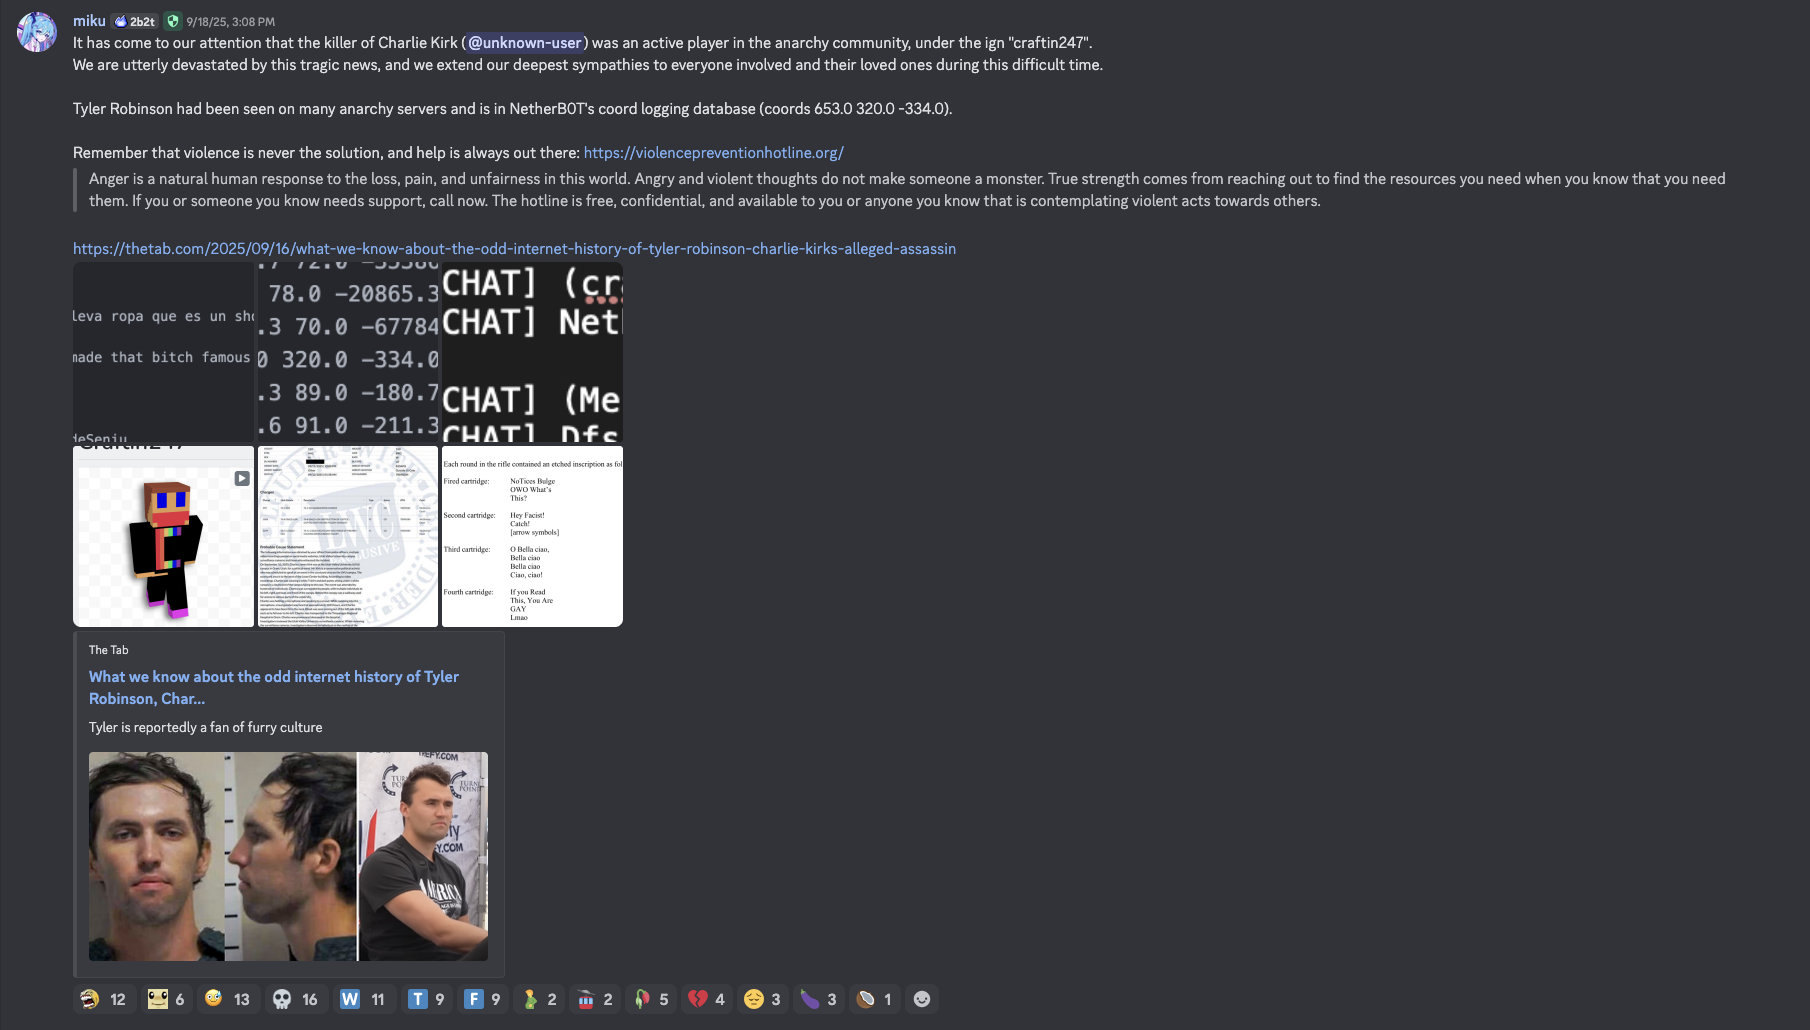 miku 2b2t 9/18/25, 3:08 PM
It has come to our attention that the killer of Charlie Kirk (@unknown-user) was an active player in the anarchy community, under the ign "craftin247".
We are utterly devastated by this tragic news, and we extend our deepest sympathies to everyone involved and their loved ones during this difficult time.
Tyler Robinson had been seen on many anarchy servers and is in NetherB0T's coord logging database (coords 653.0 320.0 -334.0).
Remember that violence is never the solution, and help is always out there: https://violencepreventionhotline.org/
Anger is a natural human response to the loss, pain, and unfairness in this world. Angry and violent thoughts do not make someone a monster. True strength comes from reaching out to find the resources you need when you know that you need
them. If you or someone you know needs support, call now. The hotline is free, confidential, and available to you or anyone you know that is contemplating violent acts towards others.
https://thetab.com/2025/09/16/what-we-know-about-the-odd-internet-history-of-tyler-robinson-charlie-kirks-alleged-assassin
leva ropa que es un sho
made that bitch famous
deSenju
78.0 -20865.3
.3 70.0 -67784
0 320.0 -334.0
.3 89.0 -180.7
.6 91.0 -211.3
CHAT] (cra
CHAT] Net
CHAT] (Me
CHAT] Dfs
Craftin247
Charges
Probable Cause Statement
LWC
EXCLUSIVE
Each round in the rifle contained an etched inscription as fol
Fired cartridge: NoTices Bulge
OWO What's
This?
Second cartridge: Hey Facist!
Catch!
[arrow symbols]
Third cartridge: O Bella ciao,
Bella ciao
Bella ciao
Ciao, ciao!
Fourth cartridge: If you Read
This, You Are
GAY
Lmao
The Tab
What we know about the odd internet history of Tyler
Robinson, Char...
Tyler is reportedly a fan of furry culture
12 6 13 16 W 11 T 9 F 9 2 2 5 4 3 3 1